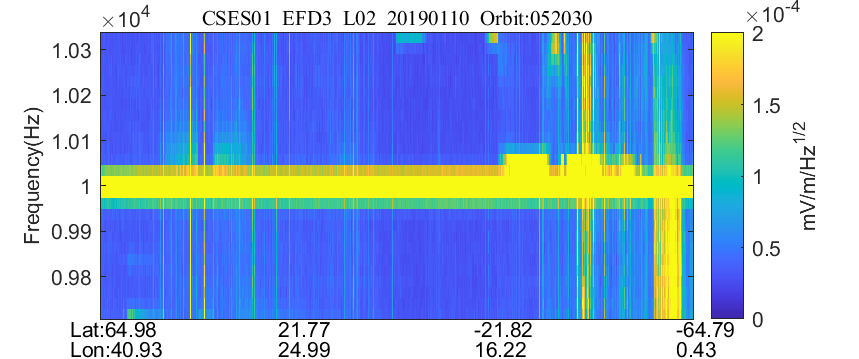 ×10⁴ CSES01 EFD3 L02 20190110 Orbit:052030 ×10⁻⁴
1.03
1.02
1.01
1
0.99
0.98
Frequency(Hz)
2
1.5
1
0.5
0
mV/m/Hz^1/2
Lat:64.98 21.77 -21.82 -64.79
Lon:40.93 24.99 16.22 0.43